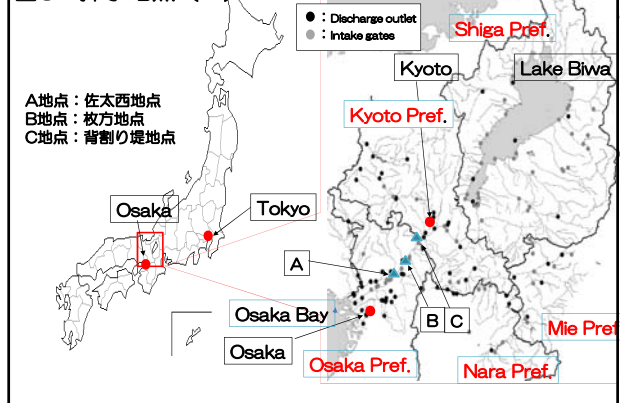 ● : Discharge outlet
● : Intake gates
Shiga Pref.
Kyoto
Lake Biwa
A地点：佐太西地点
B地点：枚方地点
C地点：背割り堤地点
Kyoto Pref.
Osaka
Tokyo
A
Osaka Bay
B
C
Mie Pref
Osaka
Osaka Pref.
Nara Pref.